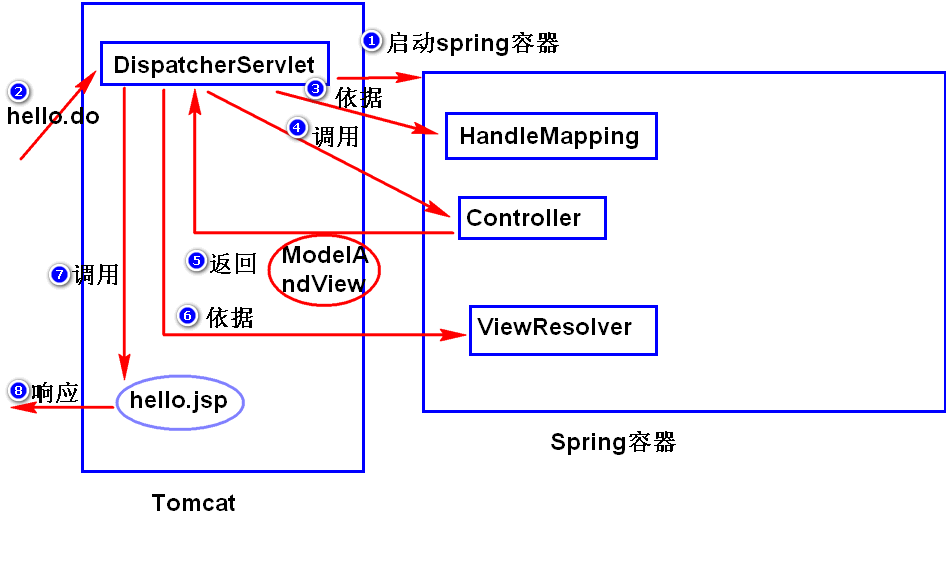 ① 启动spring容器
DispatcherServlet
② hello.do
③ 依据
HandleMapping
④ 调用
Controller
⑤ 返回
ModelA
ndView
⑥ 依据
ViewResolver
⑦ 调用
hello.jsp
⑧ 响应
Spring容器
Tomcat